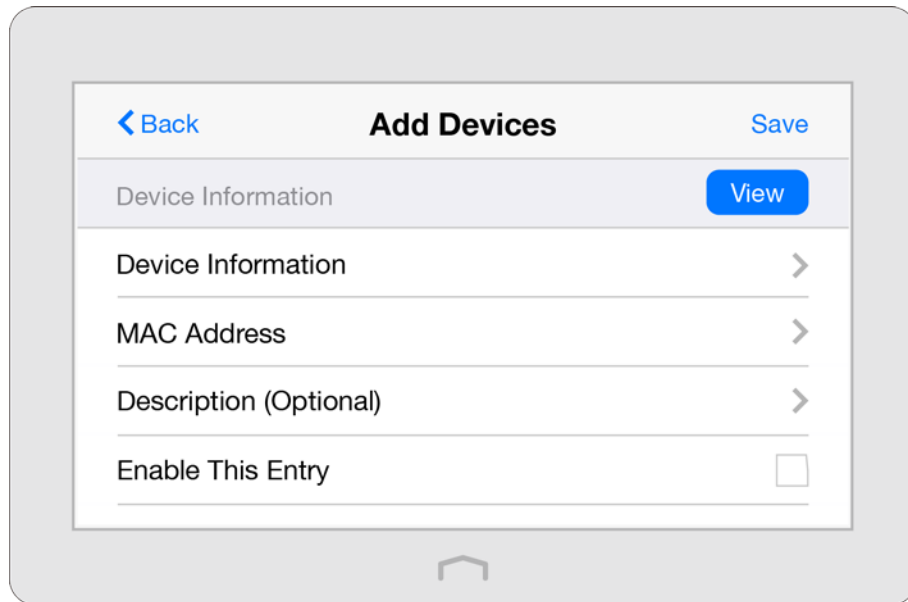 Back Add Devices Save
Device Information View
Device Information
MAC Address
Description (Optional)
Enable This Entry